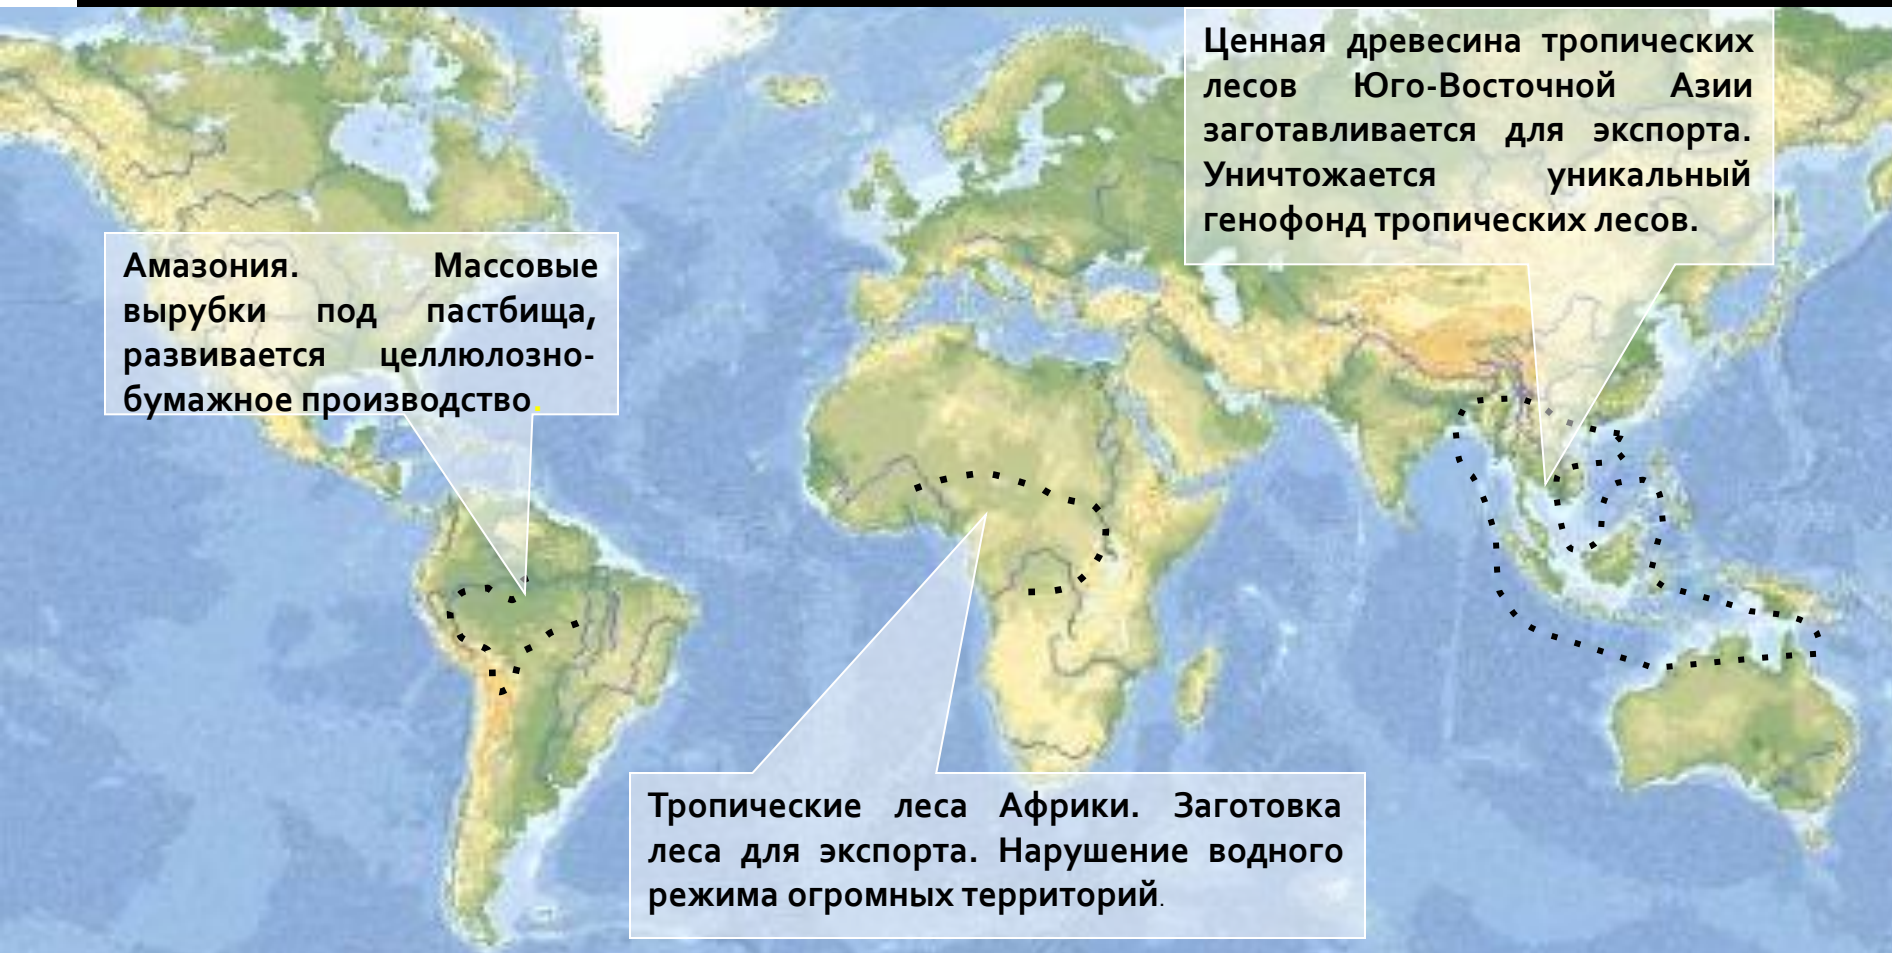 Ценная древесина тропических
лесов Юго-Восточной Азии
заготавливается для экспорта.
Уничтожается уникальный
генофонд тропических лесов.
Амазония. Массовые
вырубки под пастбища,
развивается целлюлозно-
бумажное производство.
Тропические леса Африки. Заготовка
леса для экспорта. Нарушение водного
режима огромных территорий.